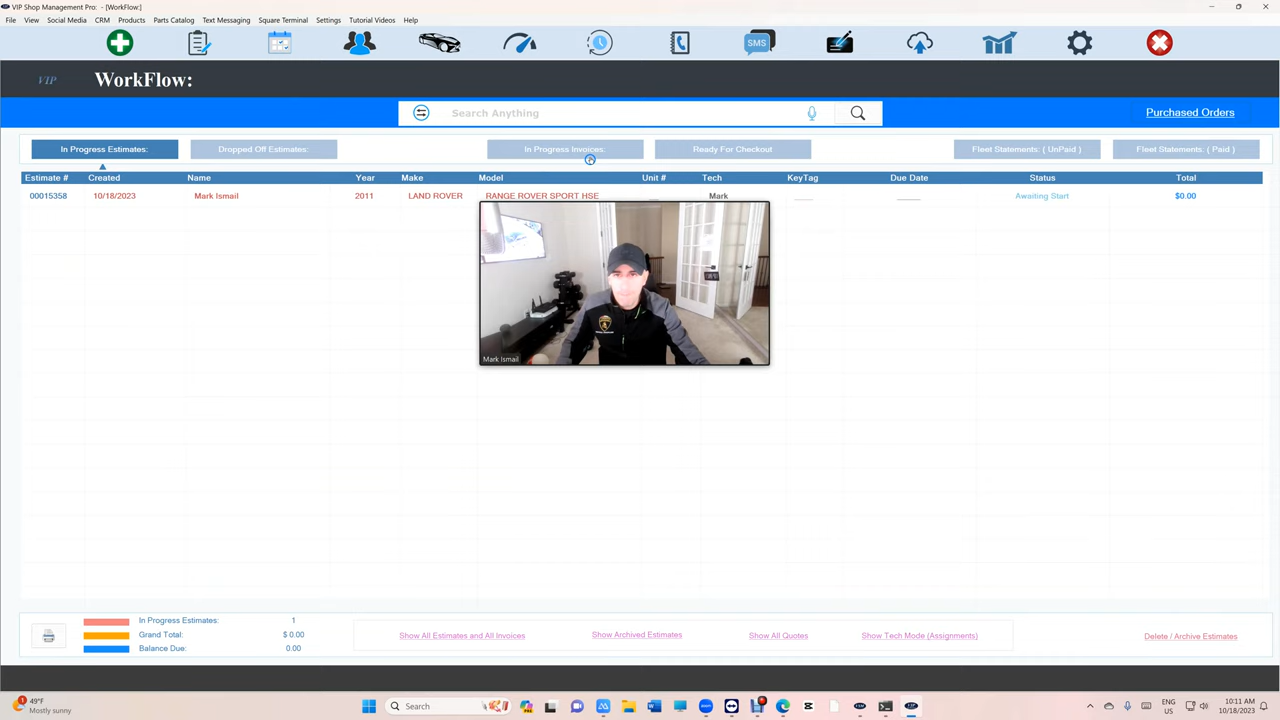 VIP Shop Management Pro: - [WorkFlow:]
File View Social Media CRM Products Parts Catalog Text Messaging Square Terminal Settings Tutorial Videos Help
SMS
VIP WorkFlow:
Search Anything
Purchased Orders
In Progress Estimates: Dropped Off Estimates: In Progress Invoices: Ready For Checkout Fleet Statements: ( UnPaid ) Fleet Statements: ( Paid )
Estimate # Created Name Year Make Model Unit # Tech KeyTag Due Date Status Total
00015358 10/18/2023 Mark Ismail 2011 LAND ROVER RANGE ROVER SPORT HSE Mark Awaiting Start $0.00
Mark Ismail
In Progress Estimates: 1
Grand Total: $ 0.00
Balance Due: 0.00
Show All Estimates and All Invoices Show Archived Estimates Show All Quotes Show Tech Mode (Assignments) Delete / Archive Estimates
1 49°F
Mostly sunny
Search
ENG
US
10:11 AM
10/18/2023